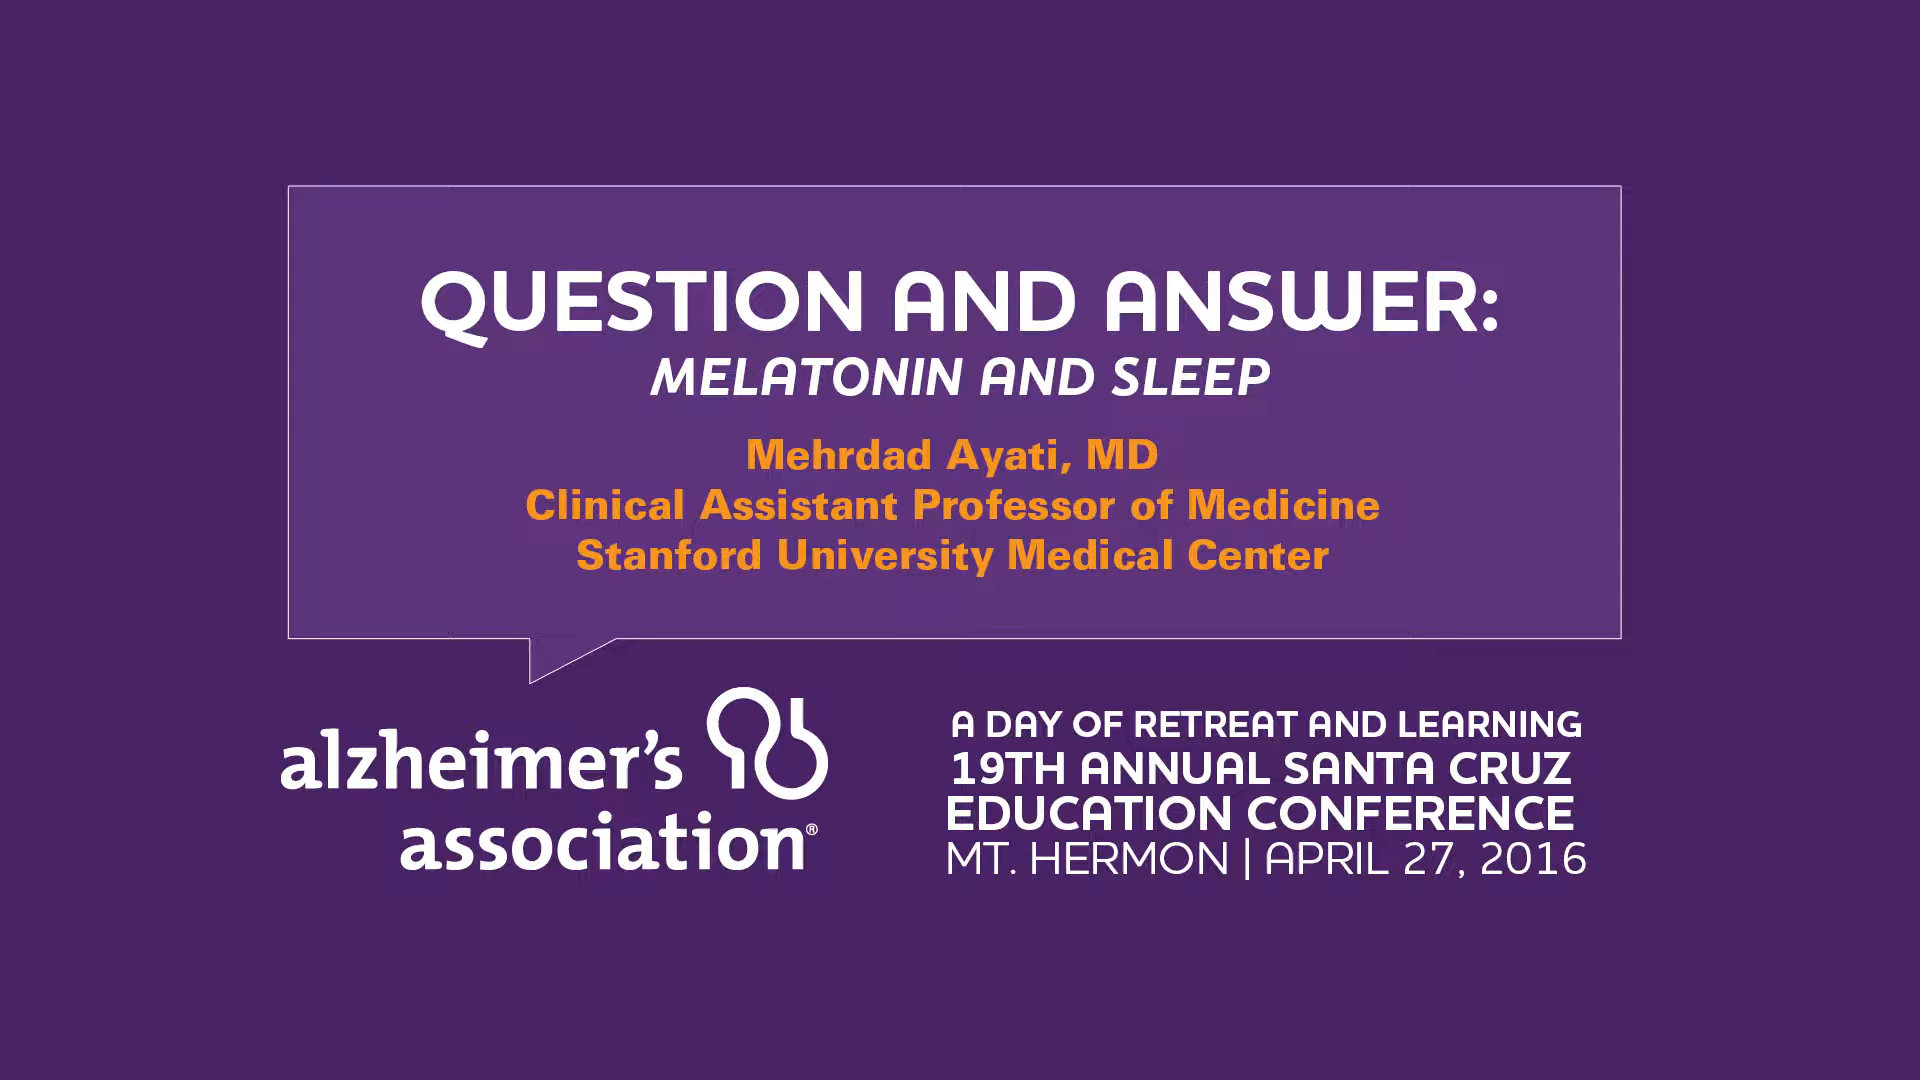 QUESTION AND ANSWER:
MELATONIN AND SLEEP
Mehrdad Ayati, MD
Clinical Assistant Professor of Medicine
Stanford University Medical Center
alzheimer's
association®
A DAY OF RETREAT AND LEARNING
19TH ANNUAL SANTA CRUZ
EDUCATION CONFERENCE
MT. HERMON | APRIL 27, 2016